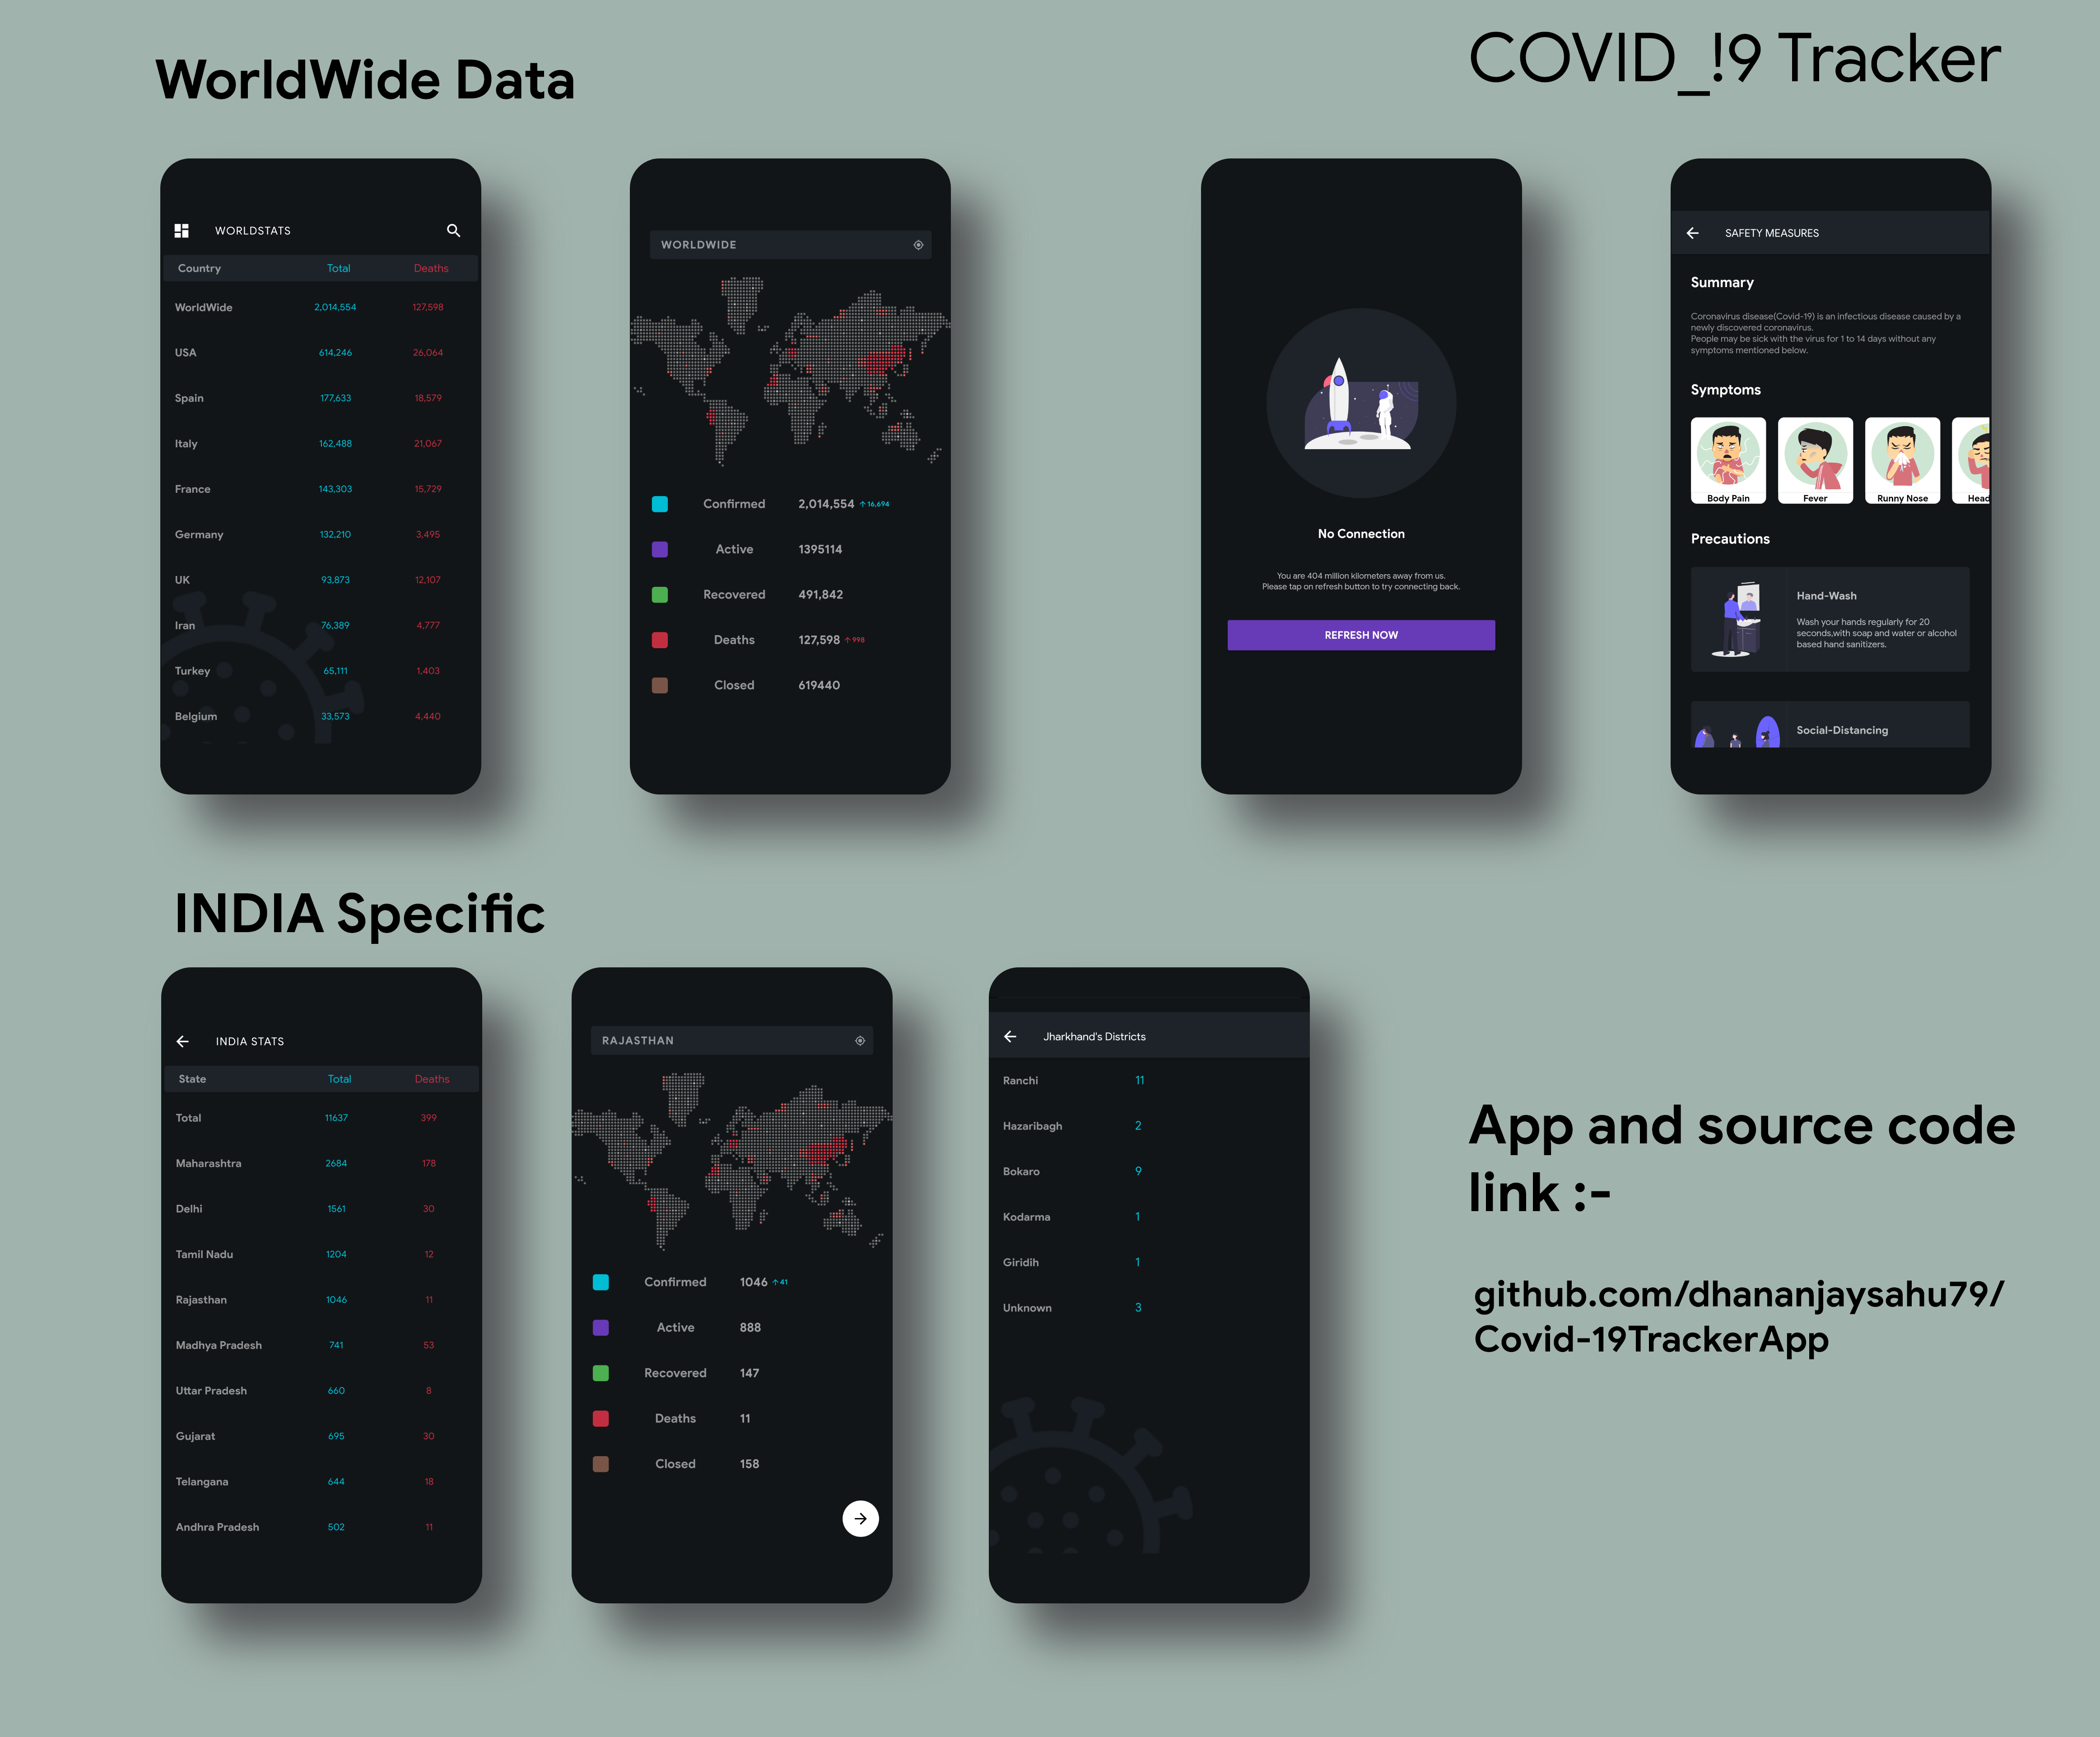 WorldWide Data
COVID_!9 Tracker
WORLDSTATS
Country Total Deaths
WorldWide 2,014,554 127,598
USA 614,246 26,064
Spain 177,633 18,579
Italy 162,488 21,067
France 143,303 15,729
Germany 132,210 3,495
UK 93,873 12,107
Iran 76,389 4,777
Turkey 65,111 1,403
Belgium 33,573 4,440
WORLDWIDE
Confirmed 2,014,554 ↑16,694
Active 1395114
Recovered 491,842
Deaths 127,598 ↑998
Closed 619440
No Connection
You are 404 million kilometers away from us.
Please tap on refresh button to try connecting back.
REFRESH NOW
SAFETY MEASURES
Summary
Coronavirus disease(Covid-19) is an infectious disease caused by a
newly discovered coronavirus.
People may be sick with the virus for 1 to 14 days without any
symptoms mentioned below.
Symptoms
Body Pain Fever Runny Nose Head
Precautions
Hand-Wash
Wash your hands regularly for 20
seconds,with soap and water or alcohol
based hand sanitizers.
Social-Distancing
INDIA Specific
INDIA STATS
State Total Deaths
Total 11637 399
Maharashtra 2684 178
Delhi 1561 30
Tamil Nadu 1204 12
Rajasthan 1046 11
Madhya Pradesh 741 53
Uttar Pradesh 660 8
Gujarat 695 30
Telangana 644 18
Andhra Pradesh 502 11
RAJASTHAN
Confirmed 1046 ↑41
Active 888
Recovered 147
Deaths 11
Closed 158
Jharkhand's Districts
Ranchi 11
Hazaribagh 2
Bokaro 9
Kodarma 1
Giridih 1
Unknown 3
App and source code
link :-
github.com/dhananjaysahu79/
Covid-19TrackerApp